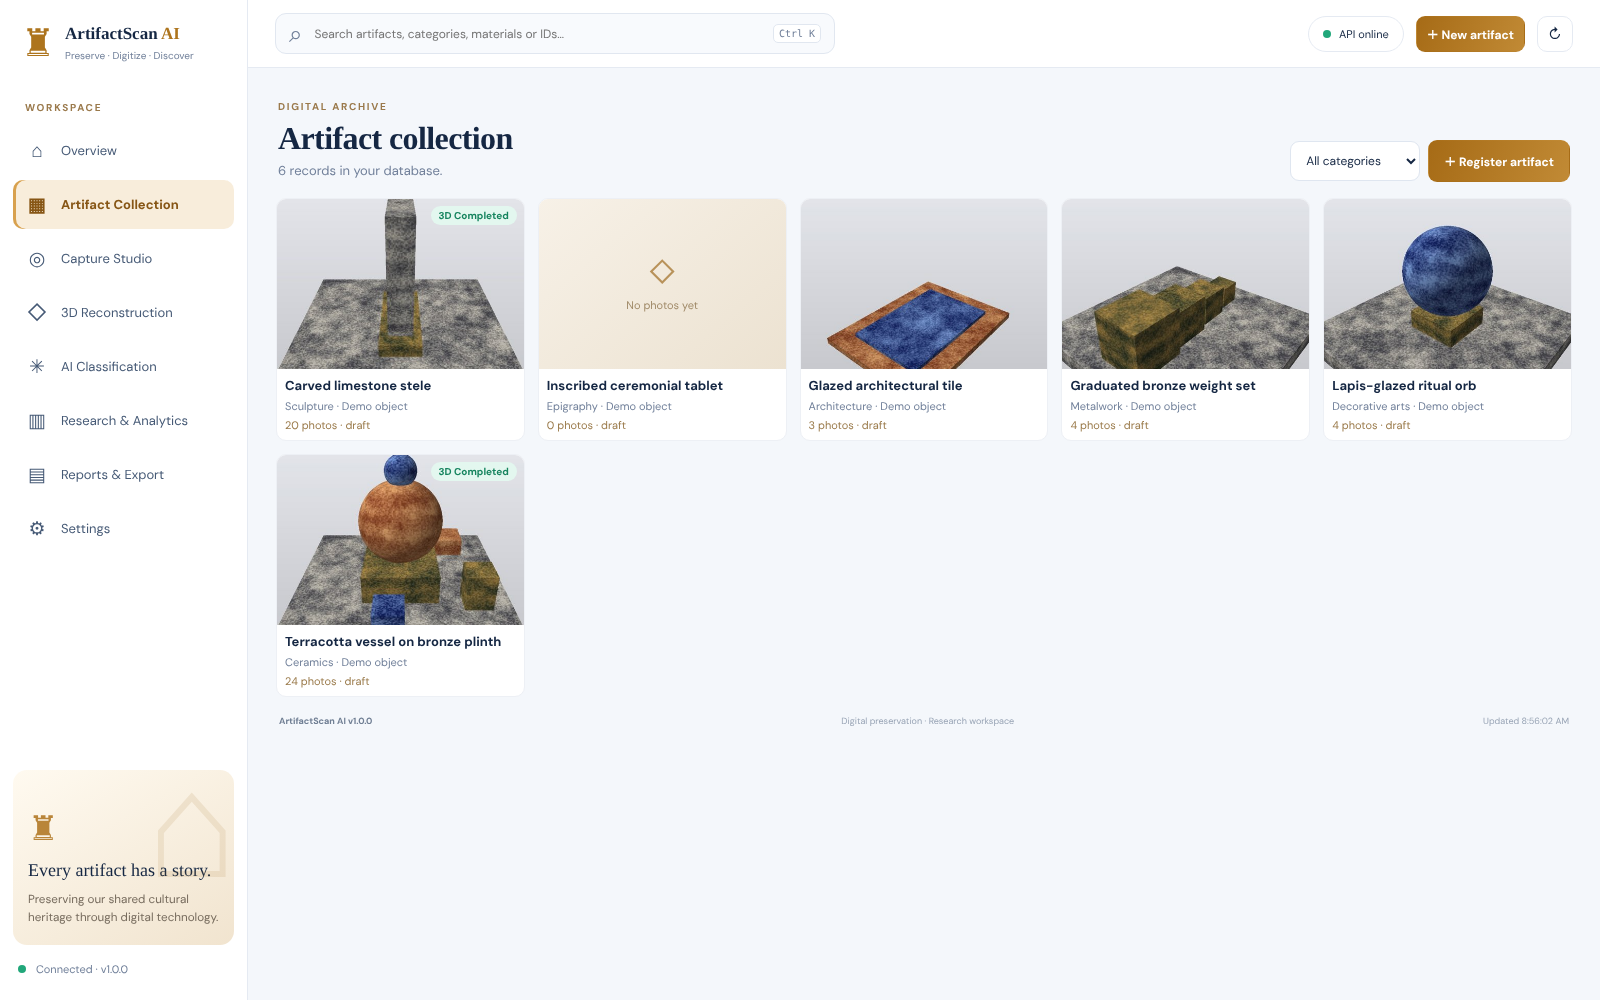 ArtifactScan AI
Preserve · Digitize · Discover
WORKSPACE
Overview
Artifact Collection
Capture Studio
3D Reconstruction
AI Classification
Research & Analytics
Reports & Export
Settings
Every artifact has a story.
Preserving our shared cultural
heritage through digital technology.
Connected · v1.0.0
Search artifacts, categories, materials or IDs...
Ctrl K
API online
+ New artifact
DIGITAL ARCHIVE
Artifact collection
6 records in your database.
All categories
+ Register artifact
3D Completed
Carved limestone stele
Sculpture · Demo object
20 photos · draft
No photos yet
Inscribed ceremonial tablet
Epigraphy · Demo object
0 photos · draft
Glazed architectural tile
Architecture · Demo object
3 photos · draft
Graduated bronze weight set
Metalwork · Demo object
4 photos · draft
Lapis-glazed ritual orb
Decorative arts · Demo object
4 photos · draft
3D Completed
Terracotta vessel on bronze plinth
Ceramics · Demo object
24 photos · draft
ArtifactScan AI v1.0.0
Digital preservation · Research workspace
Updated 8:56:02 AM